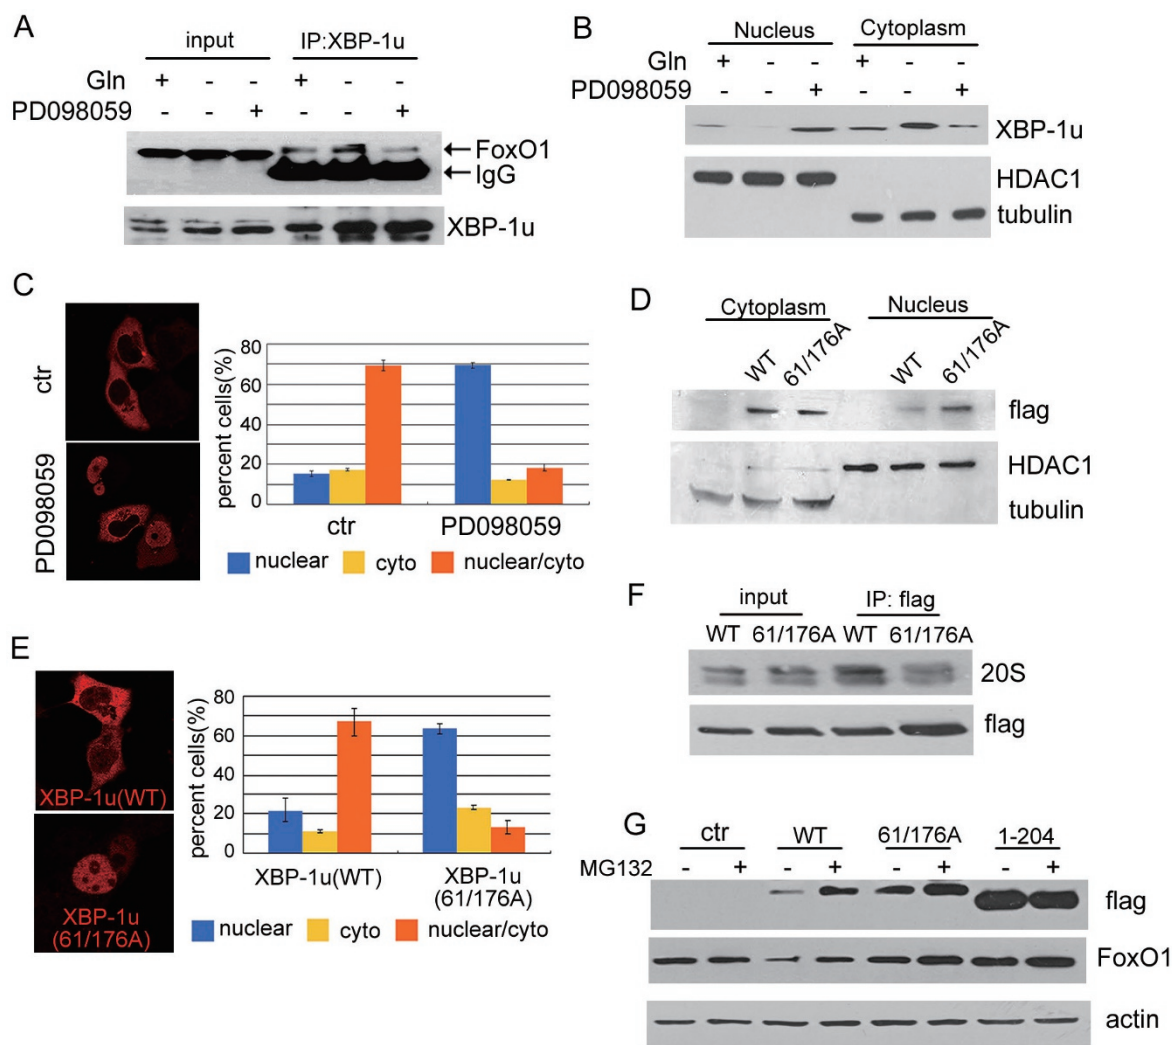 A
input IP:XBP-1u
Gln + - - + - -
PD098059 - - + - - +
FoxO1
IgG
XBP-1u
B
Nucleus Cytoplasm
Gln + - - + - -
PD098059 - - + - - +
XBP-1u
HDAC1
tubulin
C
ctr
PD098059
percent cells(%)
80
60
40
20
0
ctr PD098059
nuclear cyto nuclear/cyto
D
Cytoplasm Nucleus
WT 61/176A WT 61/176A
flag
HDAC1
tubulin
E
XBP-1u(WT)
XBP-1u
(61/176A)
percent cells(%)
80
60
40
20
0
XBP-1u(WT) XBP-1u
(61/176A)
nuclear cyto nuclear/cyto
F
input IP: flag
WT 61/176A WT 61/176A
20S
flag
G
ctr WT 61/176A 1-204
MG132 - + - + - + - +
flag
FoxO1
actin